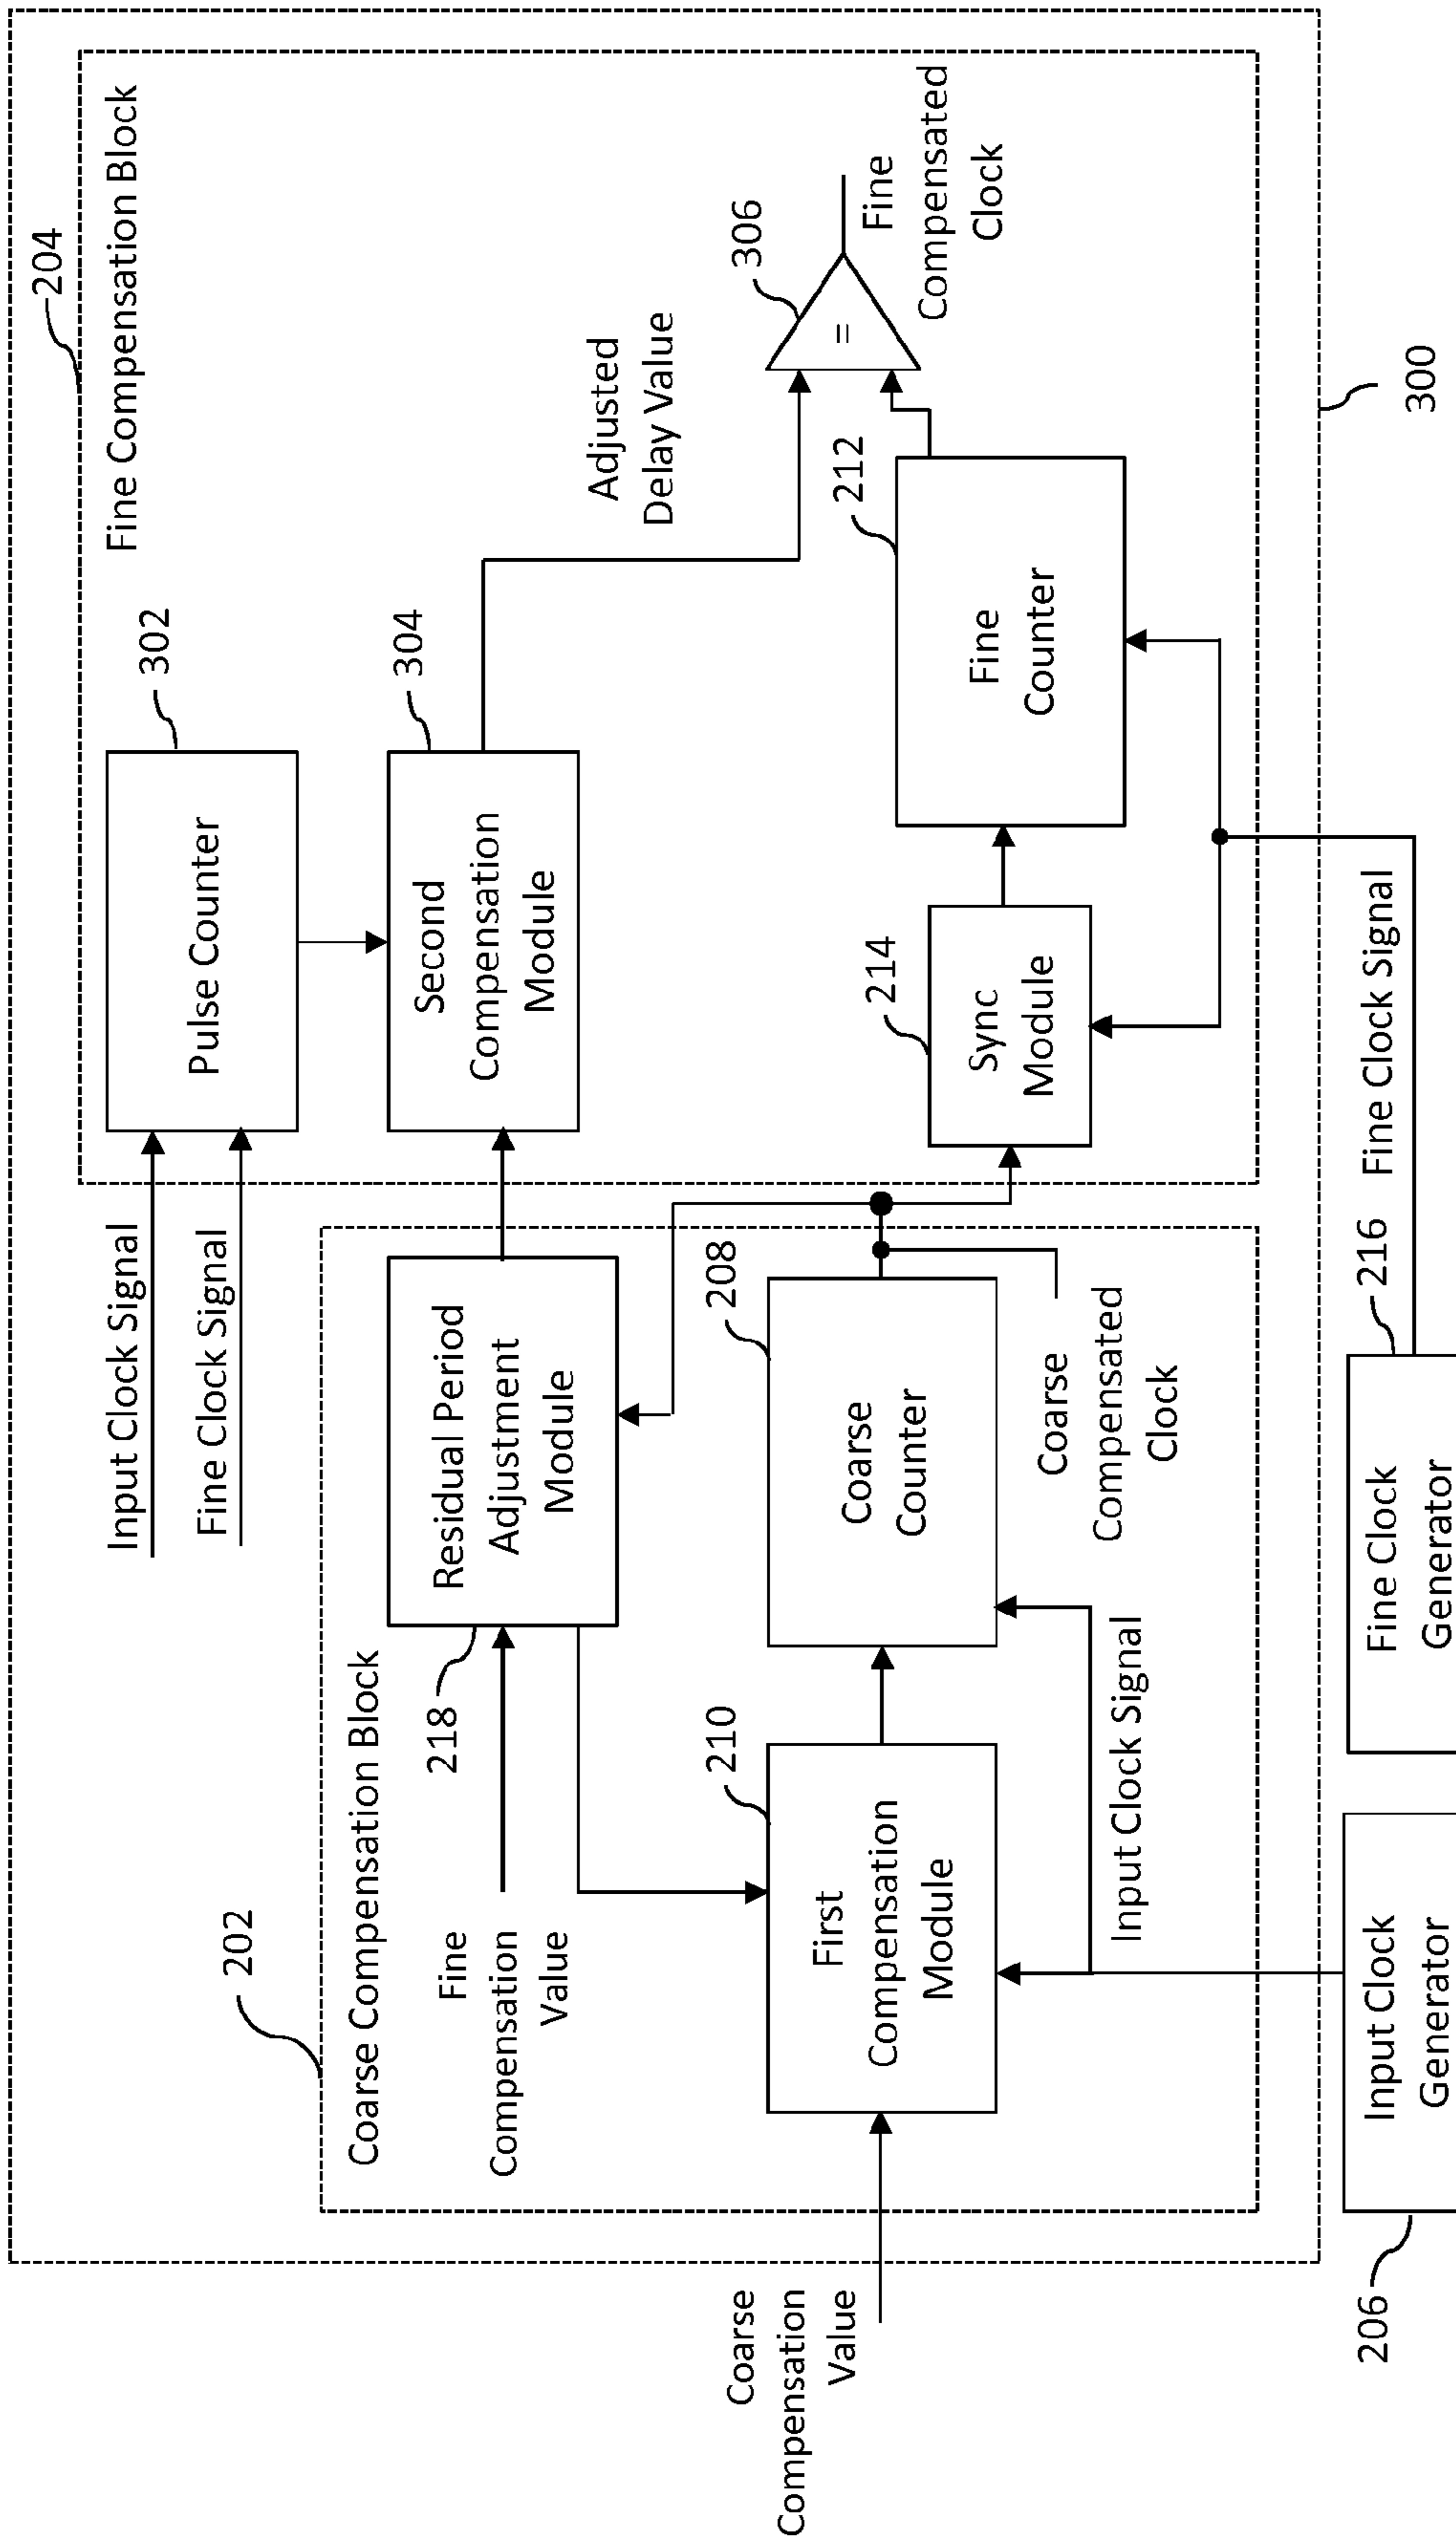 204
Fine Compensation Block
302
Pulse Counter
Input Clock Signal
Fine Clock Signal
304
Second
Compensation
Module
Adjusted
Delay Value
306
=
Fine
Compensated
Clock
212
Fine
Counter
214
Sync
Module
202
Coarse Compensation Block
218
Residual Period
Adjustment
Module
Fine
Compensation
Value
210
First
Compensation
Module
208
Coarse
Counter
Coarse
Compensated
Clock
Input Clock Signal
Coarse
Compensation
Value
206
Input Clock
Generator
Fine Clock
Generator
216
Fine Clock Signal
300